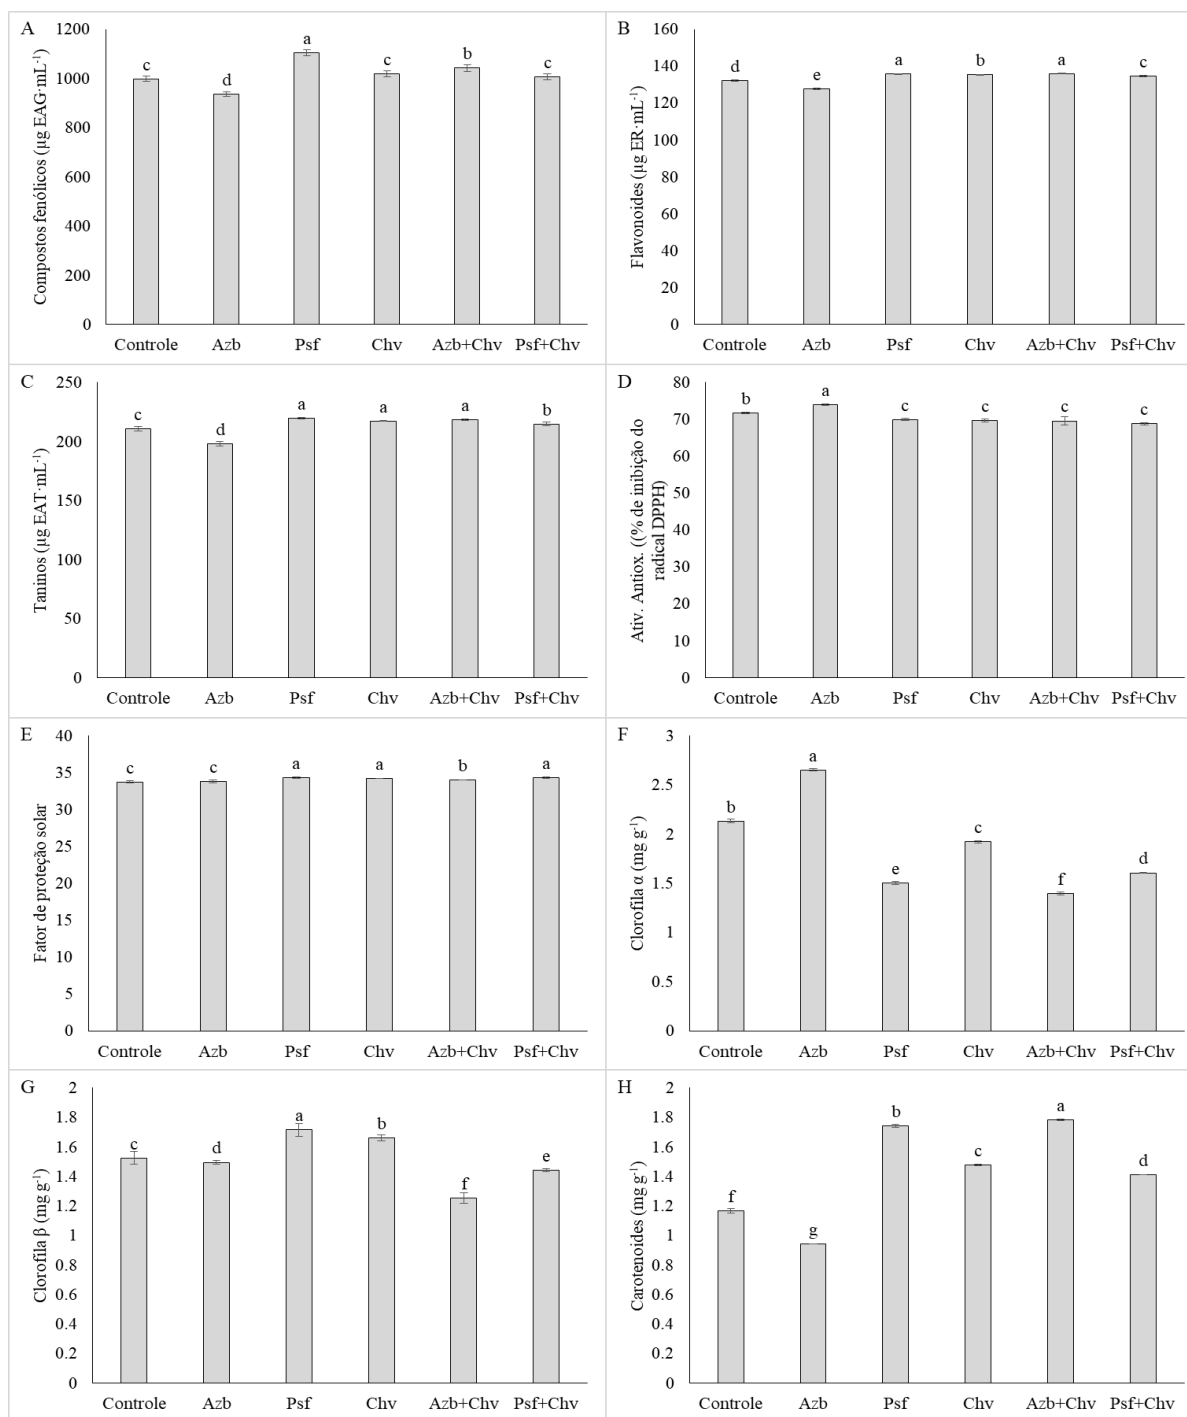 A
Compostos fenólicos (µg EAG·mL⁻¹)
1200
1000
800
600
400
200
0
c
d
a
c
b
c
Controle Azb Psf Chv Azb+Chv Psf+Chv
B
Flavonoides (µg ER·mL⁻¹)
160
140
120
100
80
60
40
20
0
d
e
a
b
a
c
Controle Azb Psf Chv Azb+Chv Psf+Chv
C
Taninos (µg EAT·mL⁻¹)
250
200
150
100
50
0
c
d
a
a
a
b
Controle Azb Psf Chv Azb+Chv Psf+Chv
D
Ativ. Antiox. ((% de inibição do
radical DPPH)
80
70
60
50
40
30
20
10
0
b
a
c
c
c
c
Controle Azb Psf Chv Azb+Chv Psf+Chv
E
Fator de proteção solar
40
35
30
25
20
15
10
5
0
c
c
a
a
b
a
Controle Azb Psf Chv Azb+Chv Psf+Chv
F
Clorofila α (mg g⁻¹)
3
2.5
2
1.5
1
0.5
0
b
a
e
c
f
d
Controle Azb Psf Chv Azb+Chv Psf+Chv
G
Clorofila β (mg g⁻¹)
2
1.8
1.6
1.4
1.2
1
0.8
0.6
0.4
0.2
0
c
d
a
b
f
e
Controle Azb Psf Chv Azb+Chv Psf+Chv
H
Carotenoides (mg g⁻¹)
2
1.8
1.6
1.4
1.2
1
0.8
0.6
0.4
0.2
0
f
g
b
c
a
d
Controle Azb Psf Chv Azb+Chv Psf+Chv